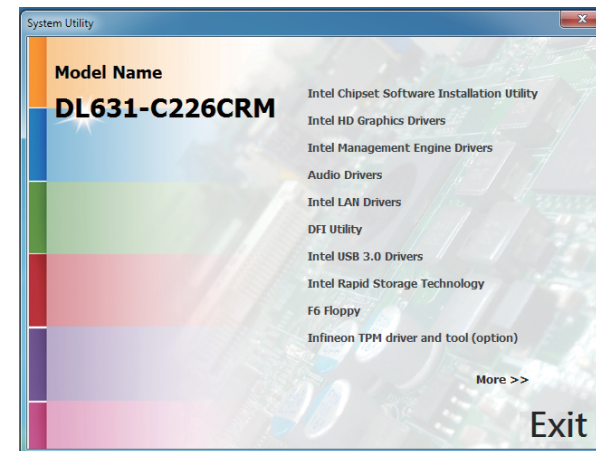 System Utility
Model Name
DL631-C226CRM
Intel Chipset Software Installation Utility
Intel HD Graphics Drivers
Intel Management Engine Drivers
Audio Drivers
Intel LAN Drivers
DFI Utility
Intel USB 3.0 Drivers
Intel Rapid Storage Technology
F6 Floppy
Infineon TPM driver and tool (option)
More >>
Exit